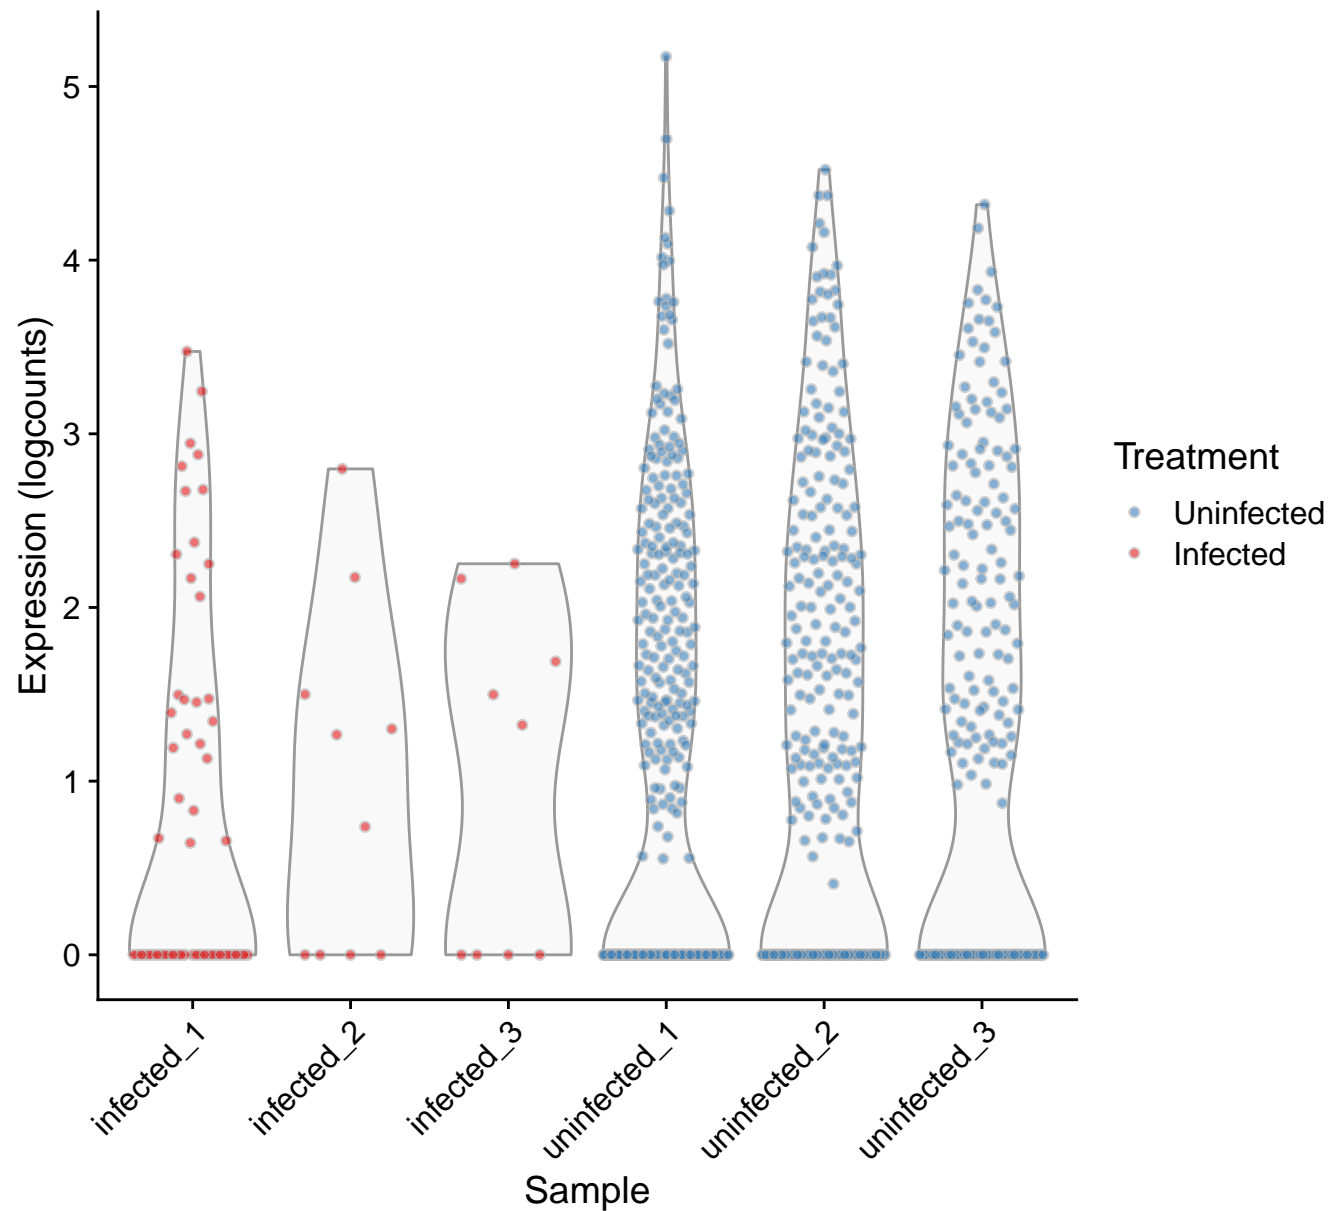 5
4
3
2
1
0
Expression (logcounts)
infected_1
infected_2
infected_3
uninfected_1
uninfected_2
uninfected_3
Sample
Treatment
Uninfected
Infected